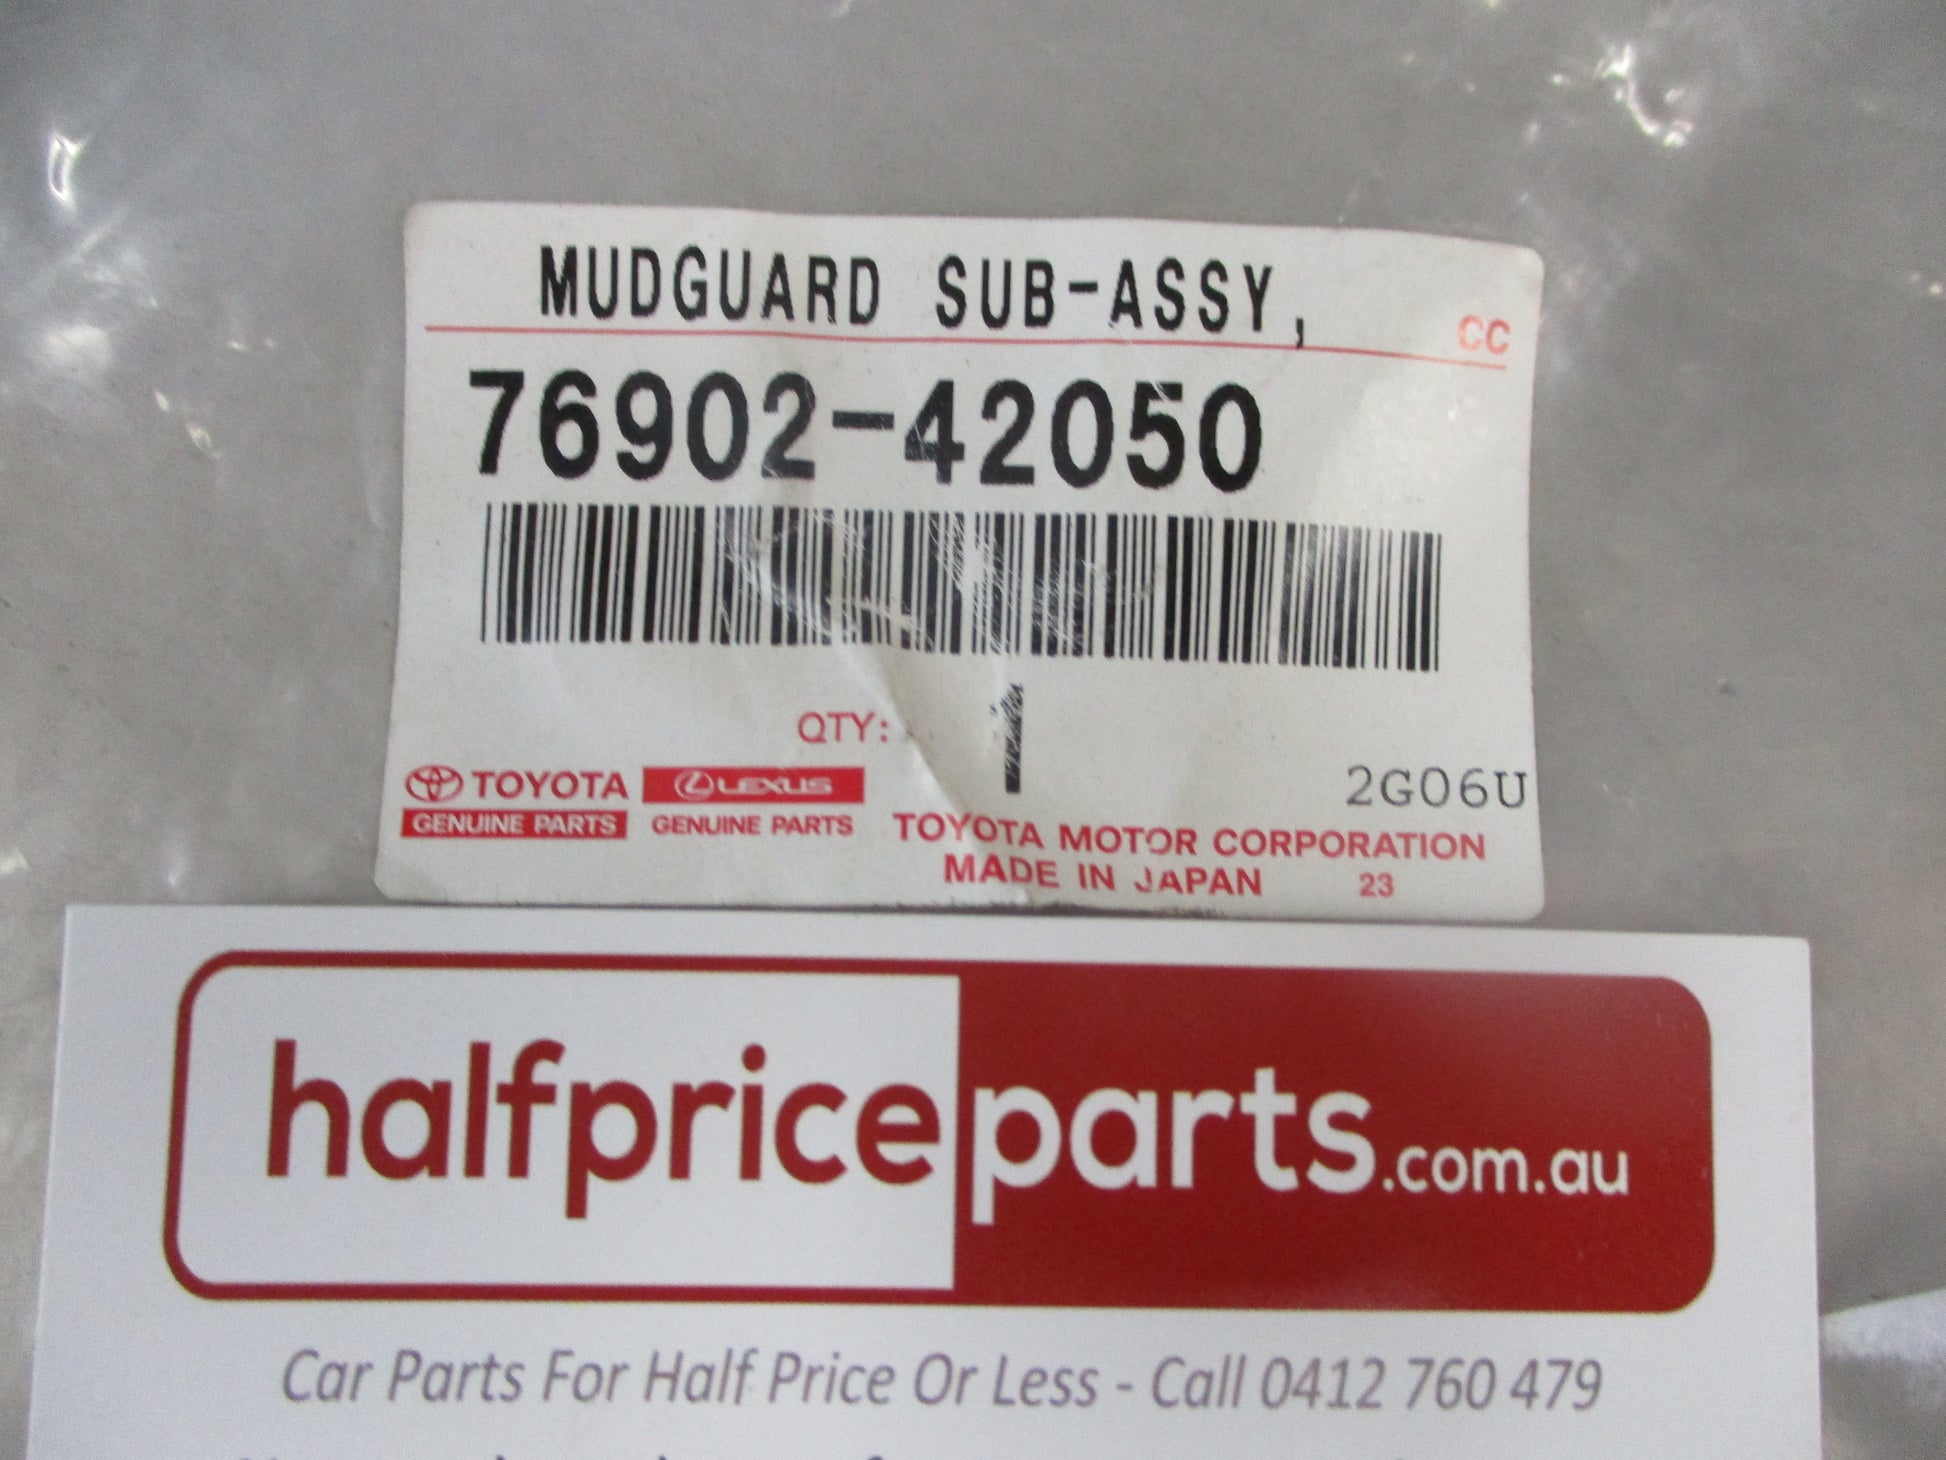 MUDGUARD SUB-ASSY,
CC
76902-42050
QTY: 1
2G06U
TOYOTA
GENUINE PARTS
LEXUS
GENUINE PARTS
TOYOTA MOTOR CORPORATION
MADE IN JAPAN 23
halfpriceparts.com.au
Car Parts For Half Price Or Less - Call 0412 760 479